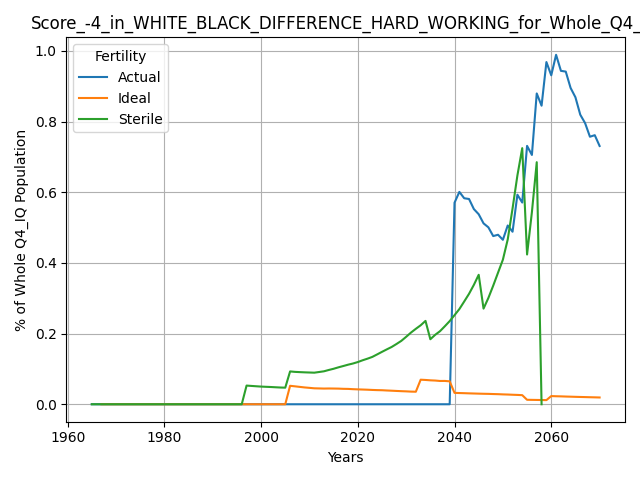 Score_-4_in_WHITE_BLACK_DIFFERENCE_HARD_WORKING_for_Whole_Q4_
Fertility
Actual
Ideal
Sterile
% of Whole Q4_IQ Population
1.0
0.8
0.6
0.4
0.2
0.0
1960 1980 2000 2020 2040 2060
Years